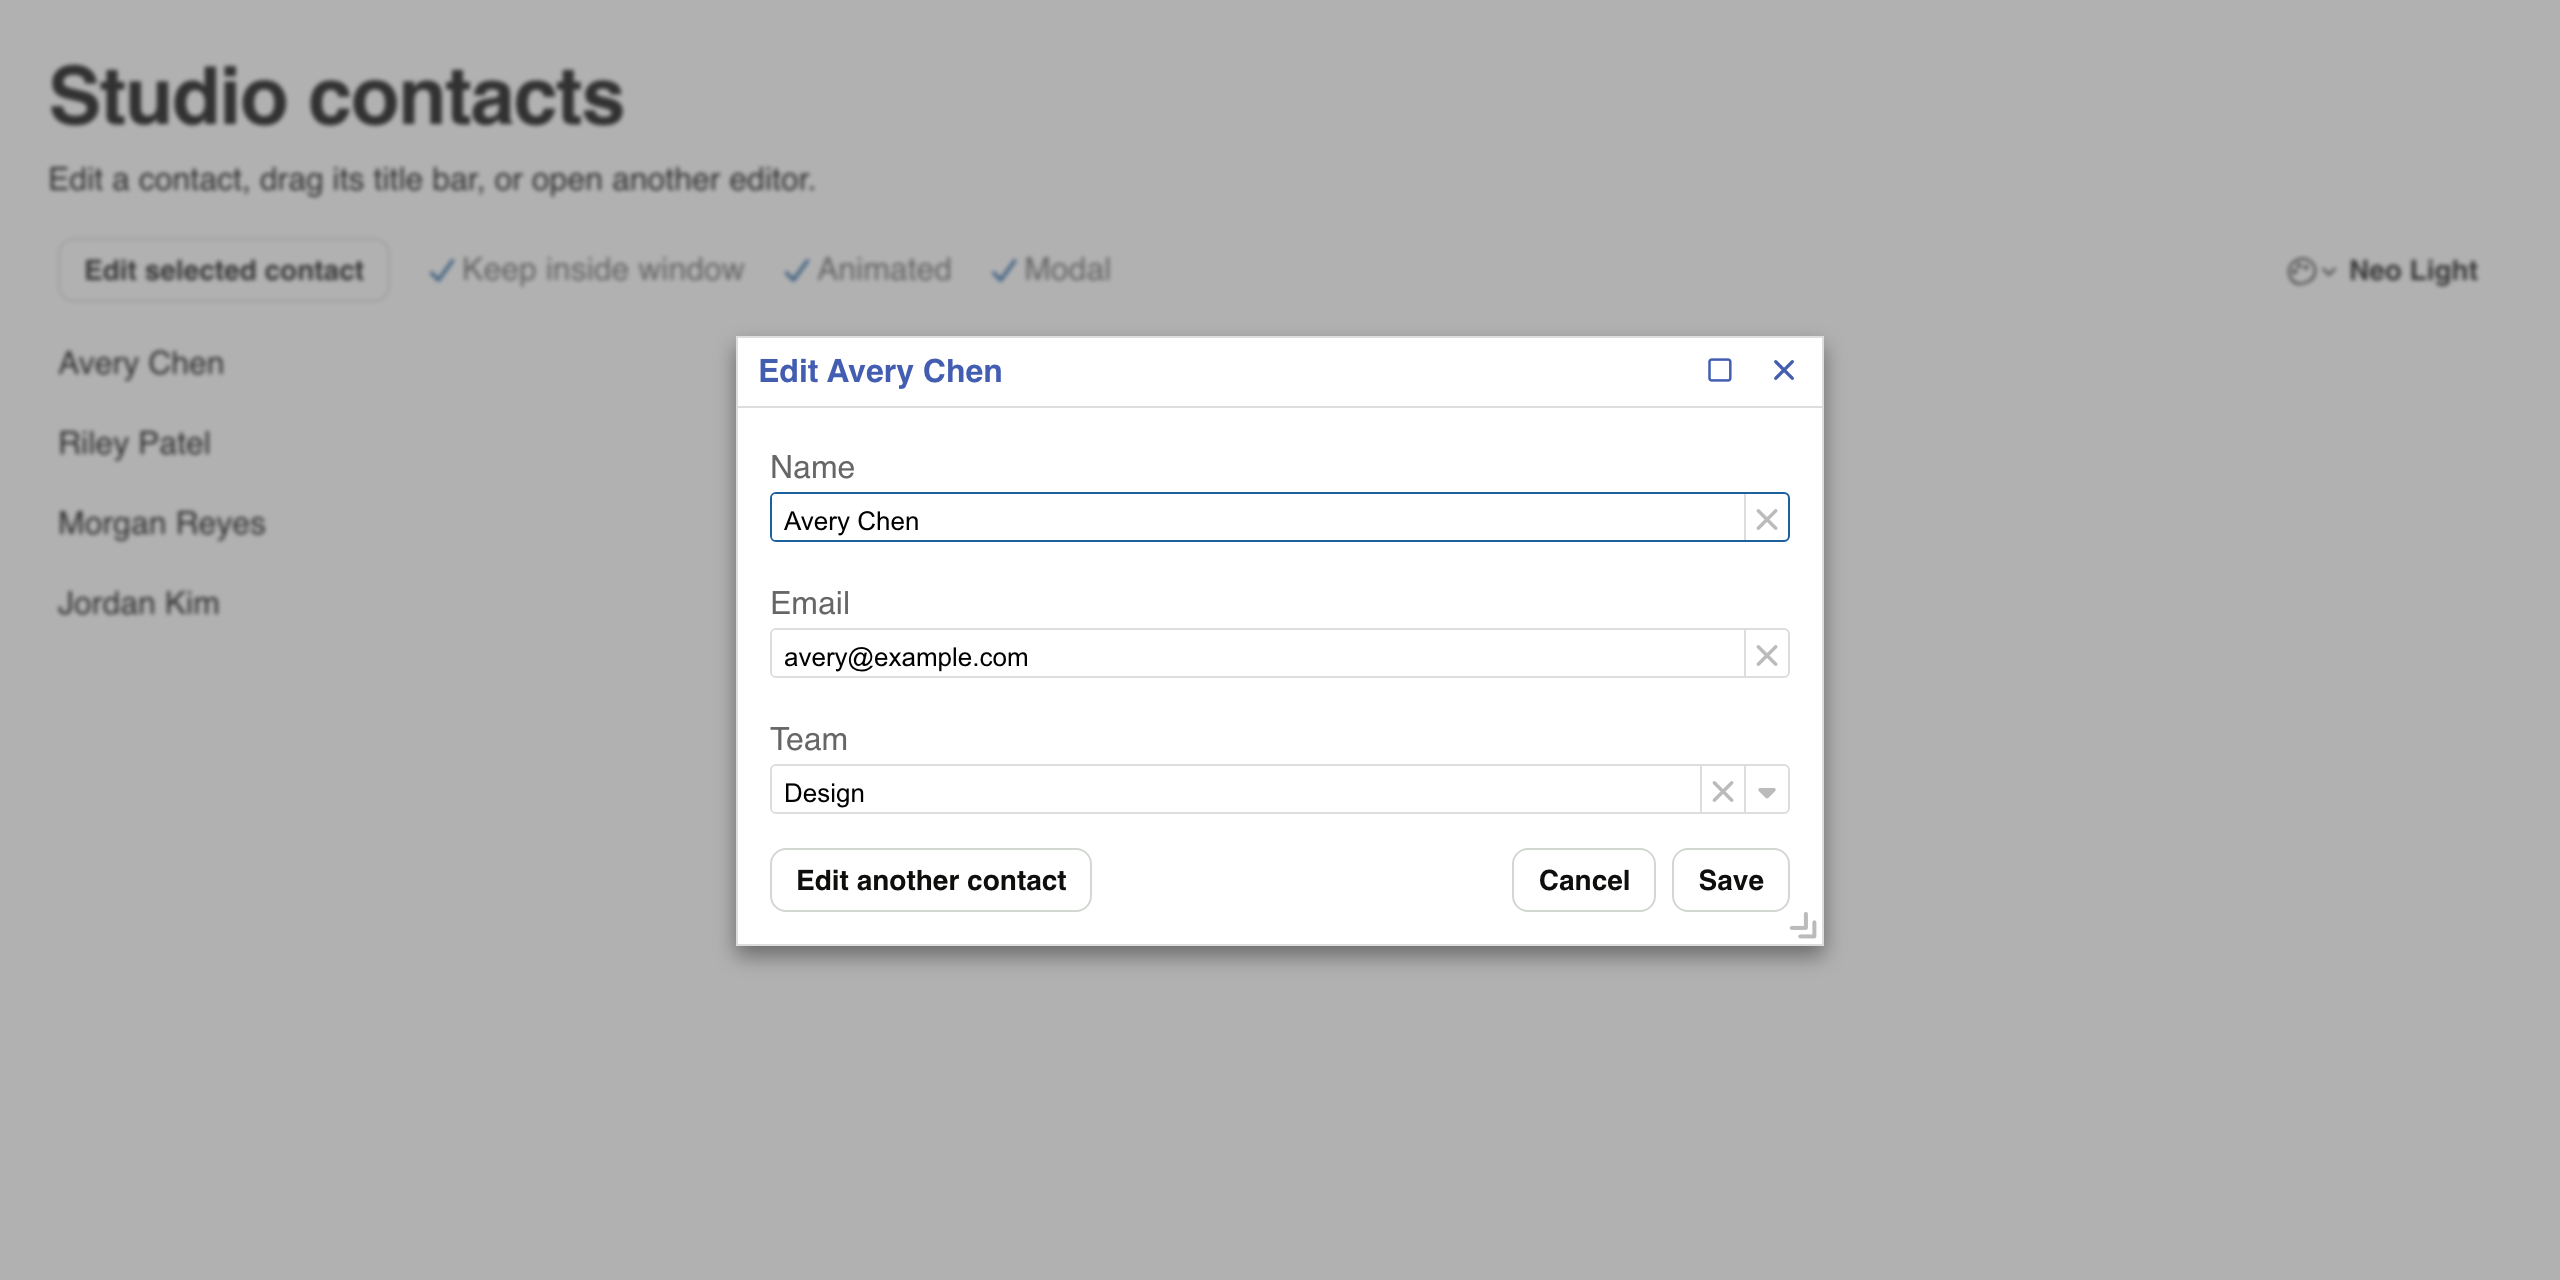 Studio contacts
Edit a contact, drag its title bar, or open another editor.
Edit selected contact Keep inside window Animated Modal Neo Light
Avery Chen
Riley Patel
Morgan Reyes
Jordan Kim
Edit Avery Chen
Name
Avery Chen
Email
avery@example.com
Team
Design
Edit another contact Cancel Save